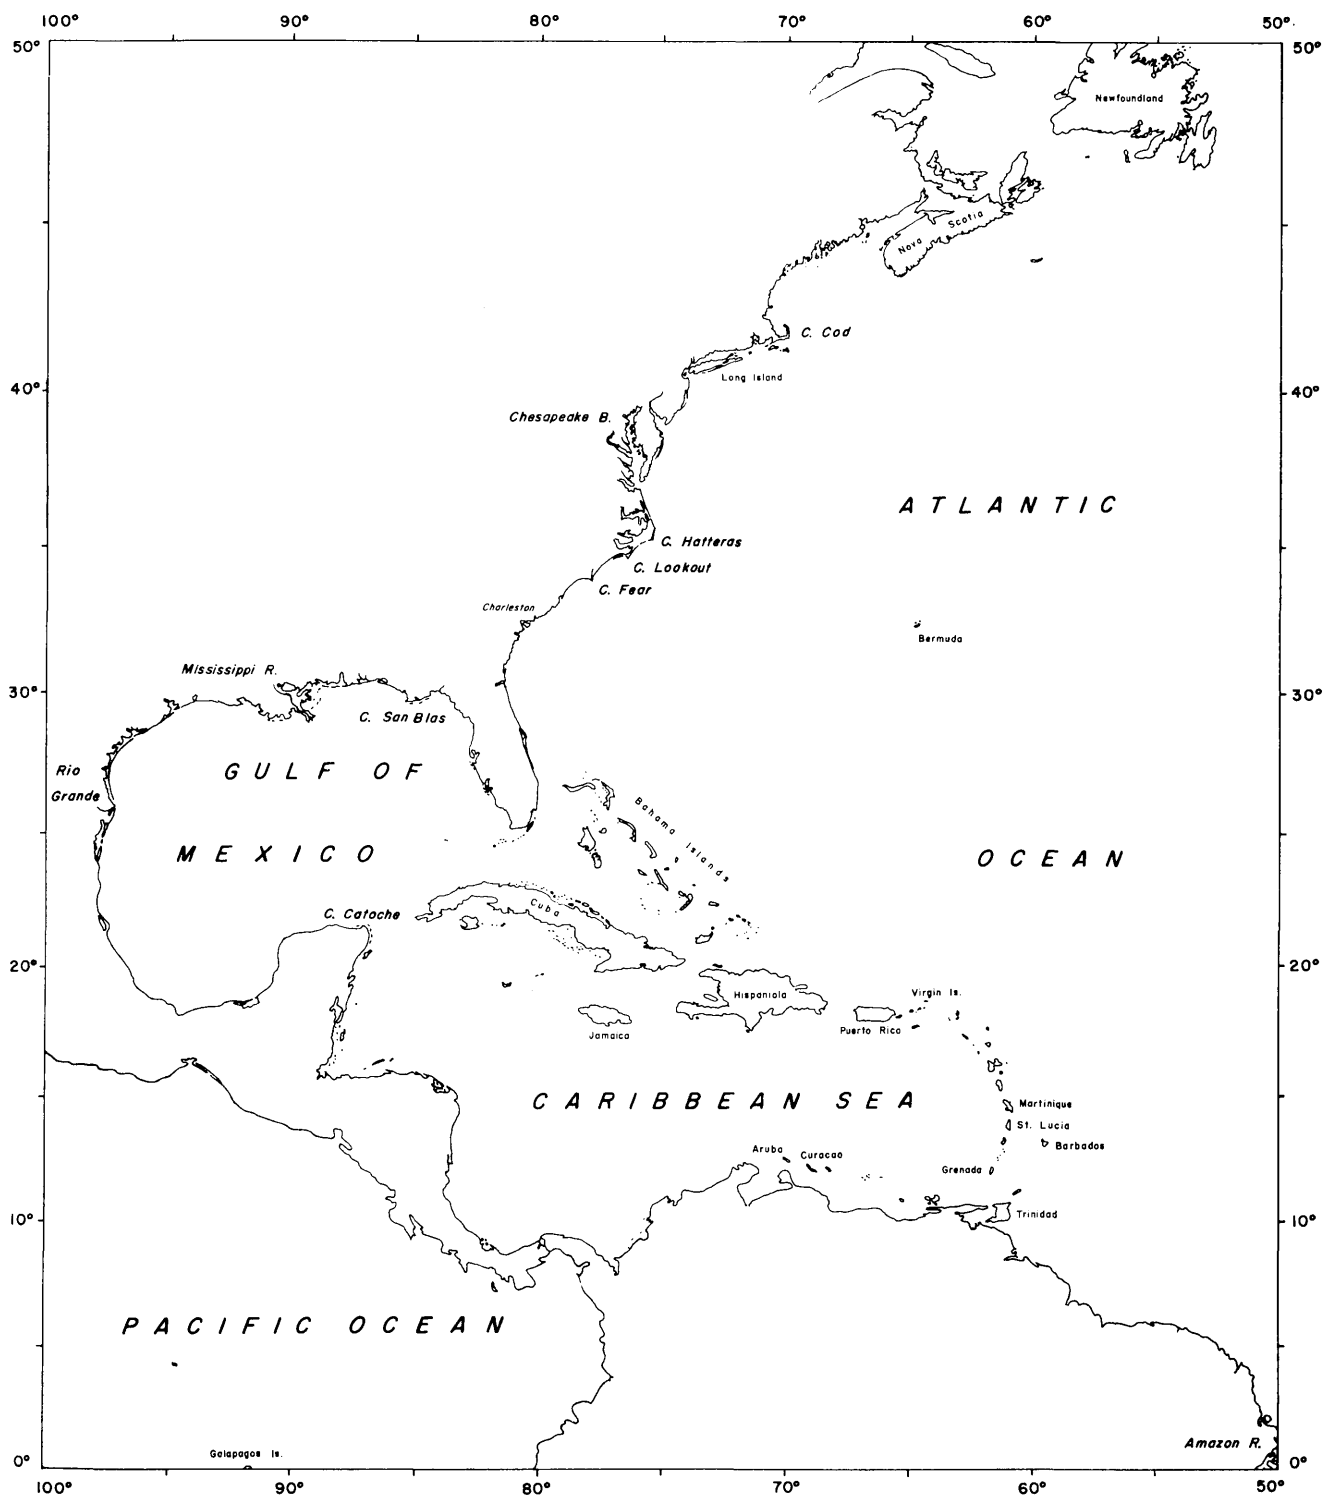 100° 90° 80° 70° 60° 50°
50° 50°
Newfoundland
Nova Scotia
C. Cod
Long Island
40° 40°
Chesapeake B.
ATLANTIC
C. Hatteras
C. Lookout
C. Fear
Charleston
Bermuda
Mississippi R.
30° 30°
C. San Blas
Rio
Grande
GULF OF
Bahama Islands
MEXICO
OCEAN
Cuba
C. Catoche
20° 20°
Hispaniola
Virgin Is.
Jamaica
Puerto Rico
CARIBBEAN SEA
Martinique
St. Lucia
Barbados
Aruba
Curacao
Grenada
Trinidad
10° 10°
PACIFIC OCEAN
Galapagos Is.
Amazon R.
0° 0°
100° 90° 80° 70° 60° 50°